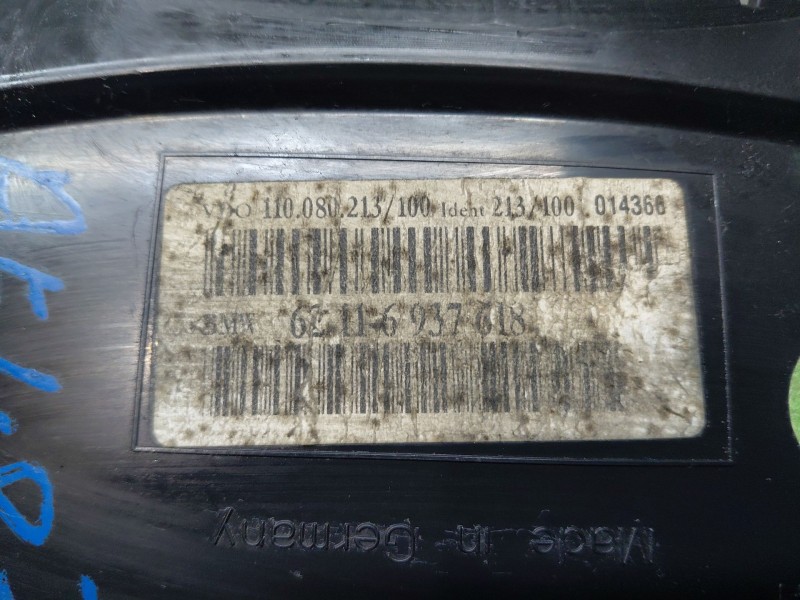 VDO 110.080.213/100 Ident 213/100 014366
BMW 62.11-6 937 618
Made in Germany